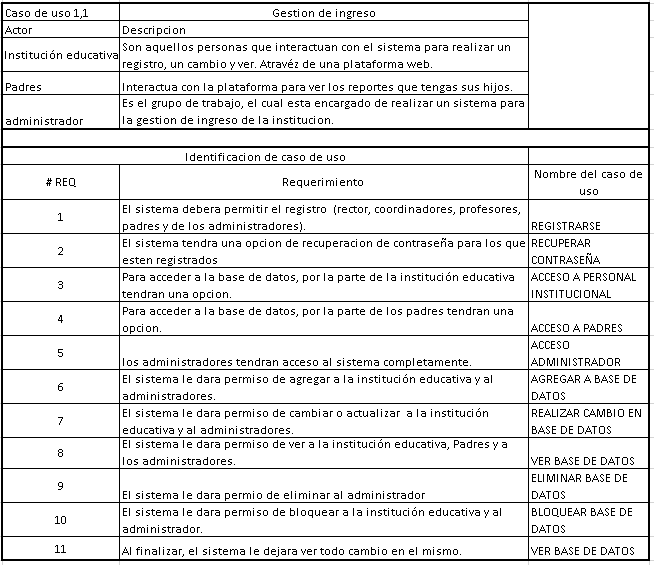 Caso de uso 1,1 Gestion de ingreso
Actor Descripcion
Institución educativa Son aquellos personas que interactuan con el sistema para realizar un
registro, un cambio y ver. Atravéz de una plataforma web.
Padres Interactua con la plataforma para ver los reportes que tengas sus hijos.
administrador Es el grupo de trabajo, el cual esta encargado de realizar un sistema para
la gestion de ingreso de la institucion.
Identificacion de caso de uso
# REQ Requerimiento Nombre del caso de
uso
1 El sistema debera permitir el registro (rector, coordinadores, profesores,
padres y de los administradores). REGISTRARSE
2 El sistema tendra una opcion de recuperacion de contraseña para los que RECUPERAR
esten registrados CONTRASEÑA
3 Para acceder a la base de datos, por la parte de la institución educativa ACCESO A PERSONAL
tendran una opcion. INSTITUCIONAL
4 Para acceder a la base de datos, por la parte de los padres tendran una
opcion. ACCESO A PADRES
5 ACCESO
los administradores tendran acceso al sistema completamente. ADMINISTRADOR
6 El sistema le dara permiso de agregar a la institución educativa y al AGREGAR A BASE DE
administradores. DATOS
7 El sistema le dara permiso de cambiar o actualizar a la institución REALIZAR CAMBIO EN
educativa y al administradores. BASE DE DATOS
8 El sistema le dara permiso de ver a la institución educativa, Padres y a
los administradores. VER BASE DE DATOS
9 ELIMINAR BASE DE
El sistema le dara permio de eliminar al administrador DATOS
10 El sistema le dara permiso de bloquear a la institución educativa y al BLOQUEAR BASE DE
administrador. DATOS
11 Al finalizar, el sistema le dejara ver todo cambio en el mismo. VER BASE DE DATOS